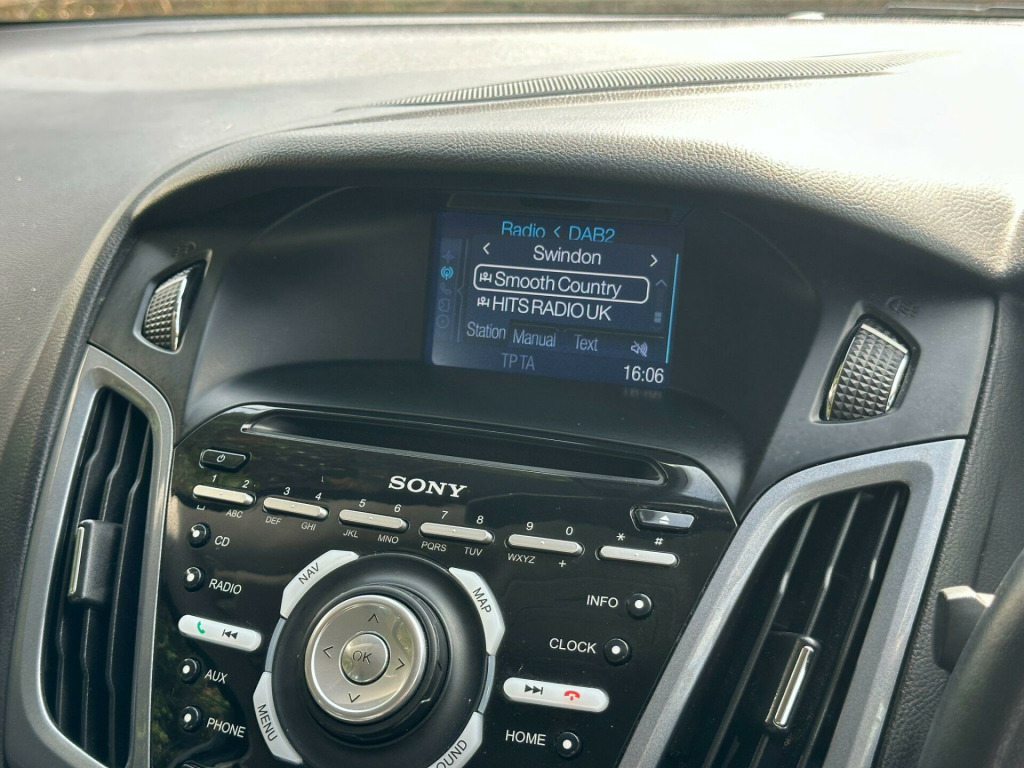 Radio < DAB2
< Swindon >
Smooth Country
HITS RADIO UK
Station Manual Text
TP TA
16:06
SONY
1 2 3 4 5 6 7 8 9 0 * #
ABC DEF GHI JKL MNO PQRS TUV WXYZ +
CD
RADIO
AUX
PHONE
NAV
MAP
OK
MENU
OUND
INFO
CLOCK
HOME